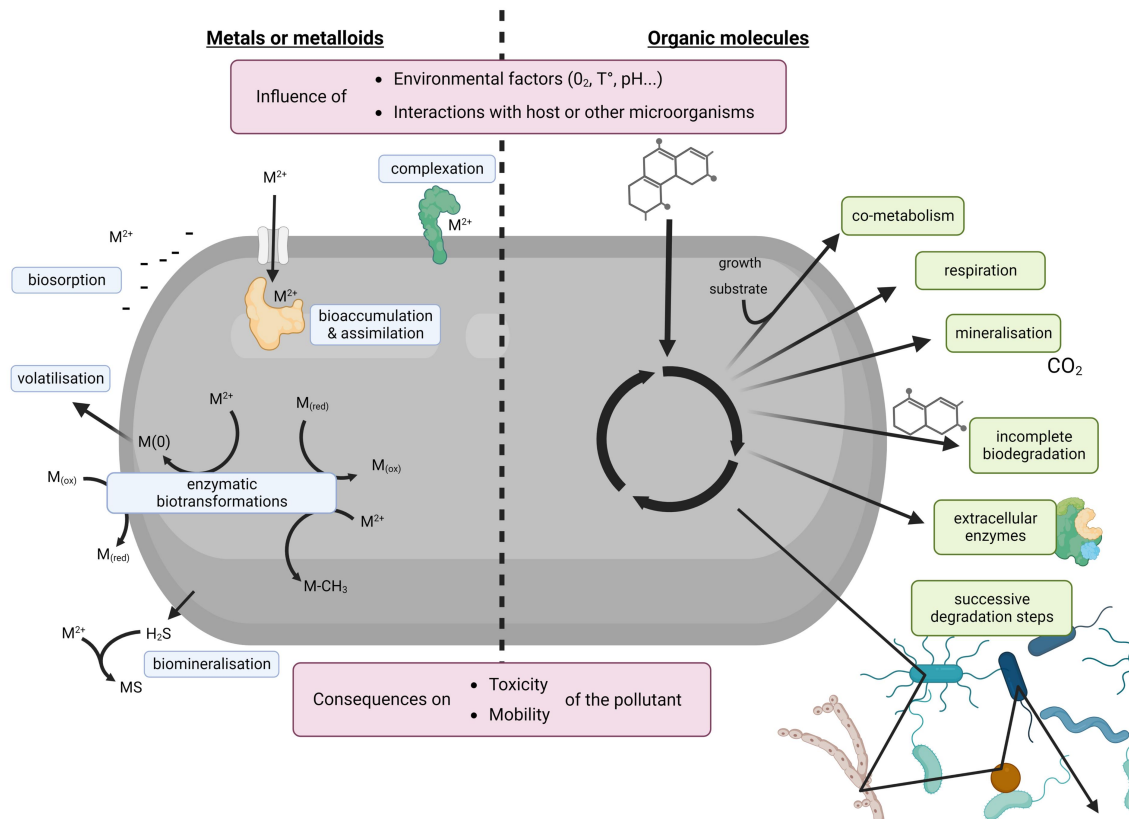 Metals or metalloids
Organic molecules
Influence of
• Environmental factors (0₂, T°, pH...)
• Interactions with host or other microorganisms
M²⁺
complexation
M²⁺
M²⁺
biosorption
M²⁺
bioaccumulation
& assimilation
volatilisation
M²⁺
M(red)
M(0)
M(ox)
M(ox)
enzymatic
biotransformations
M²⁺
M(red)
M-CH₃
M²⁺
H₂S
MS
biomineralisation
growth
substrate
co-metabolism
respiration
mineralisation
CO₂
incomplete
biodegradation
extracellular
enzymes
successive
degradation steps
Consequences on
• Toxicity
• Mobility
of the pollutant